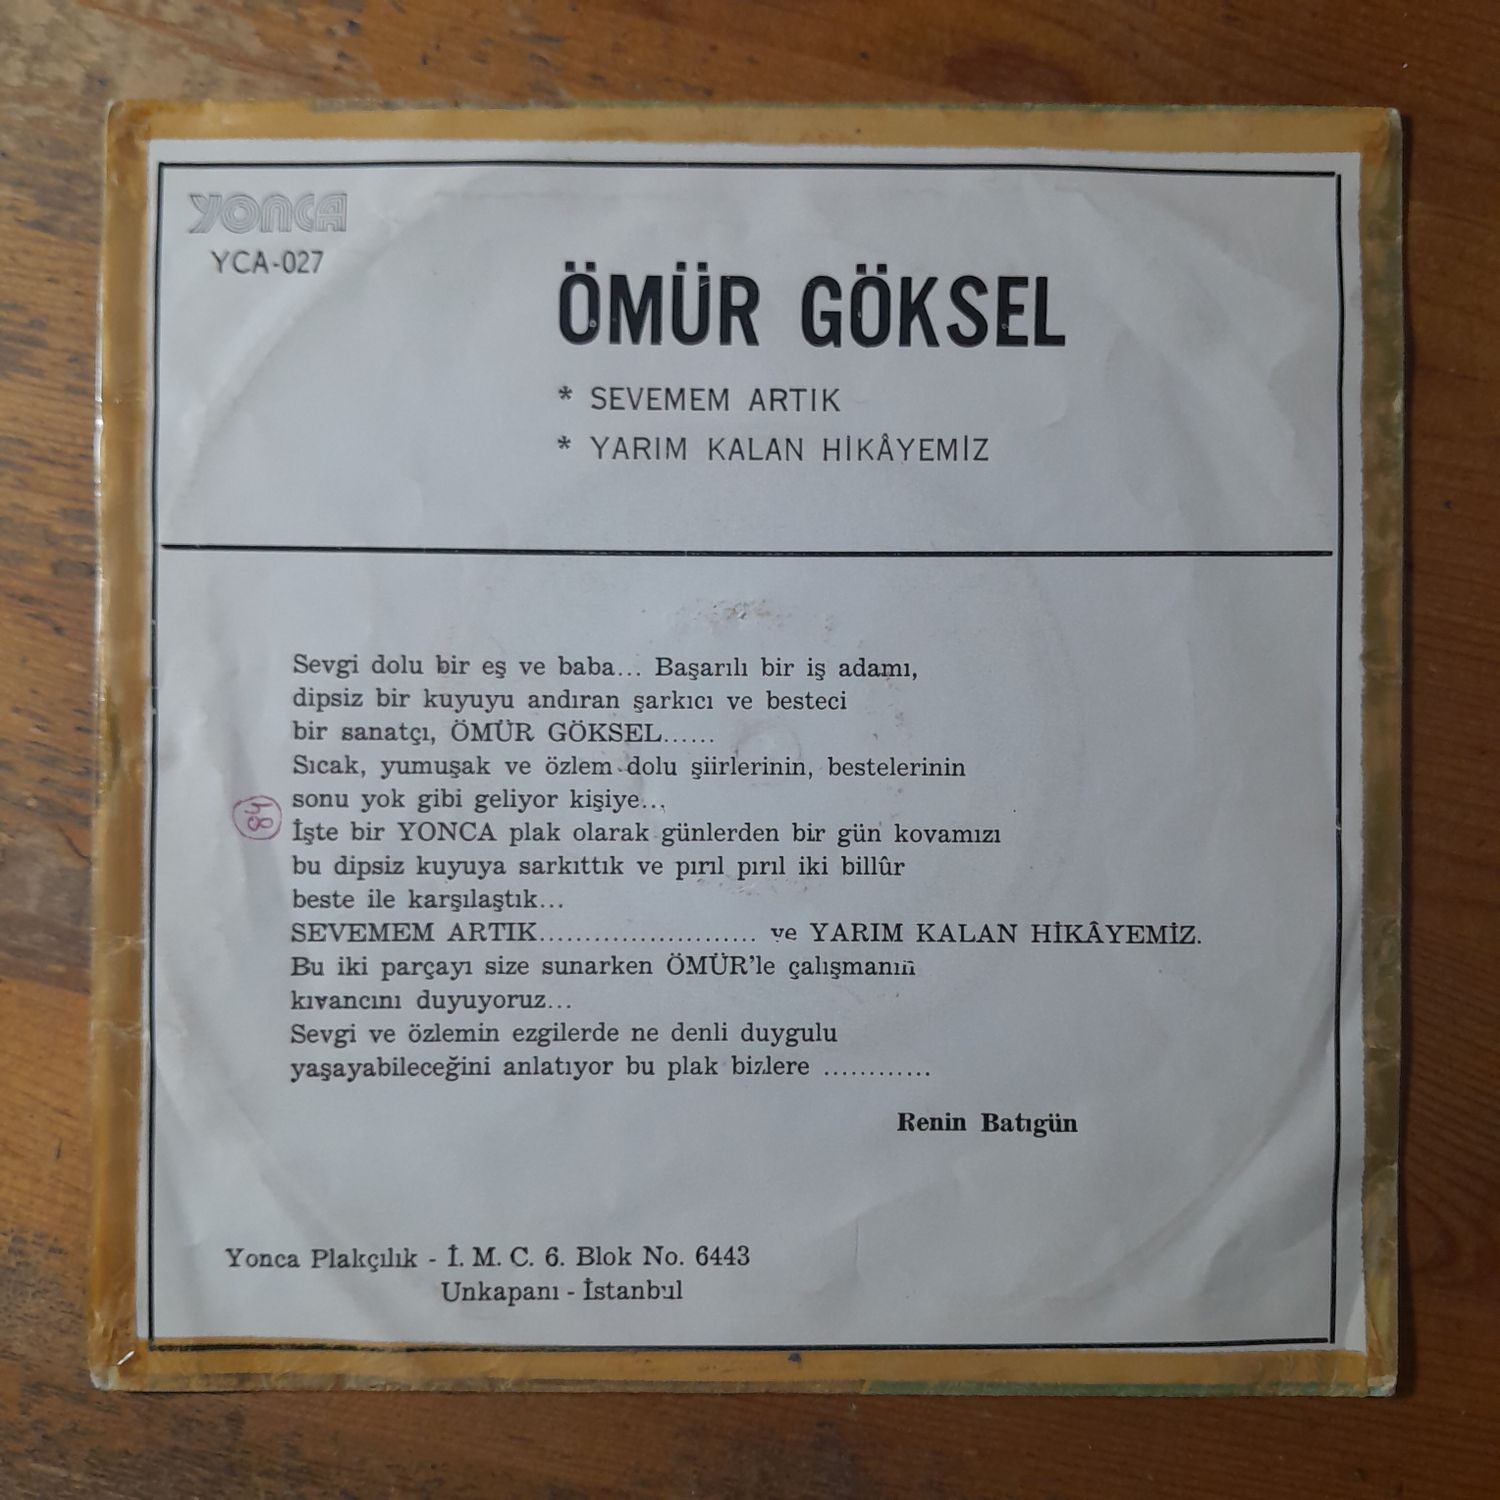 YONCA
YCA-027
ÖMÜR GÖKSEL
* SEVEMEM ARTIK
* YARIM KALAN HİKÂYEMİZ
Sevgi dolu bir eş ve baba... Başarılı bir iş adamı,
dipsiz bir kuyuyu andıran şarkıcı ve besteci
bir sanatçı, ÖMÜR GÖKSEL......
Sıcak, yumuşak ve özlem dolu şiirlerinin, bestelerinin
sonu yok gibi geliyor kişiye...
İşte bir YONCA plak olarak günlerden bir gün kovamızı
bu dipsiz kuyuya sarkıttık ve pırıl pırıl iki billûr
beste ile karşılaştık...
SEVEMEM ARTIK........................ ve YARIM KALAN HİKÂYEMİZ.
Bu iki parçayı size sunarken ÖMÜR'le çalışmanın
kıvancını duyuyoruz...
Sevgi ve özlemin ezgilerde ne denli duygulu
yaşayabileceğini anlatıyor bu plak bizlere ............
Renin Batıgün
Yonca Plakçılık - İ. M. C. 6. Blok No. 6443
Unkapanı - İstanbul